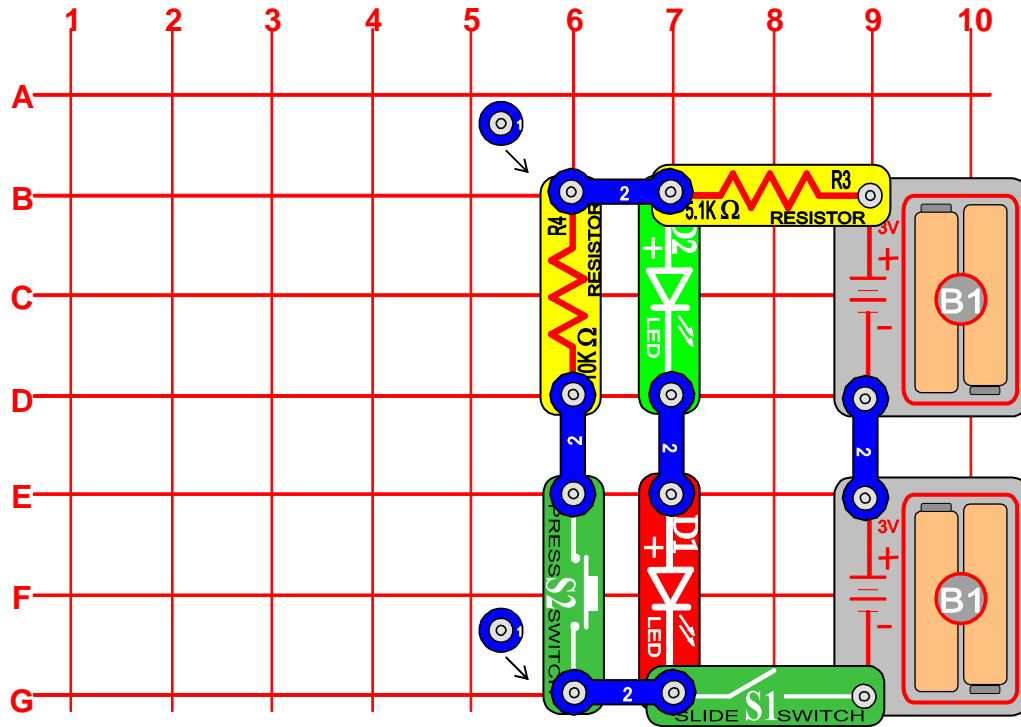 1 2 3 4 5 6 7 8 9 10
A
1
B
2
R3
5.1K Ω
RESISTOR
R4
RESISTOR
10K Ω
D2
+
LED
3V
+
-
B1
C
D
2
2
2
E
PRESS SWITCH
S2
D1
+
LED
3V
+
-
B1
F
1
G
2
SLIDE S1 SWITCH